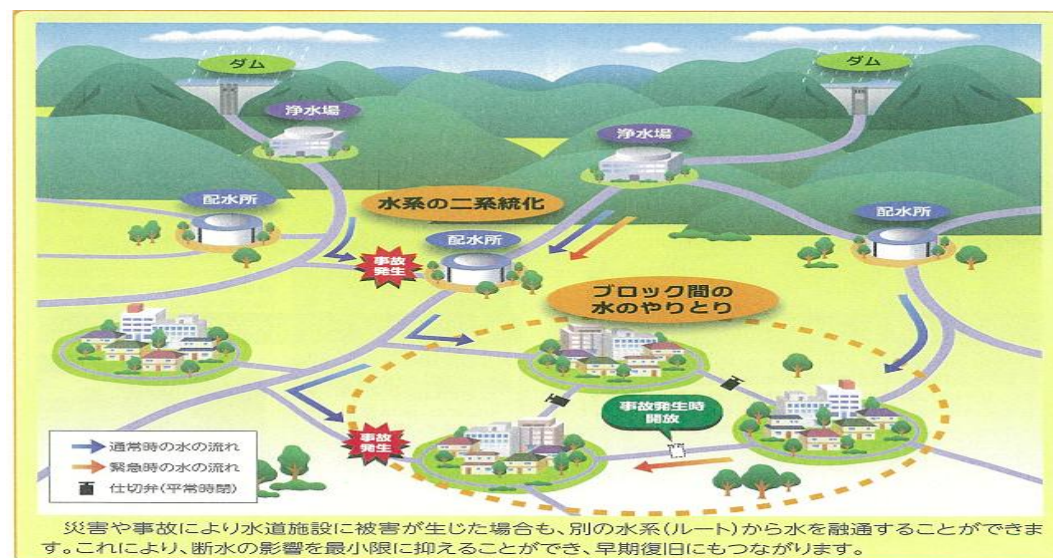 ダム
ダム
浄水場
浄水場
配水所
水系の二系統化
配水所
配水所
事故
発生
ブロック間の
水のやりとり
事故発生時
開放
事故
発生
通常時の水の流れ
緊急時の水の流れ
仕切弁(平常時閉)
災害や事故により水道施設に被害が生じた場合も、別の水系(ルート)から水を融通することができま
す。これにより、断水の影響を最小限に抑えることができ、早期復旧にもつながります。